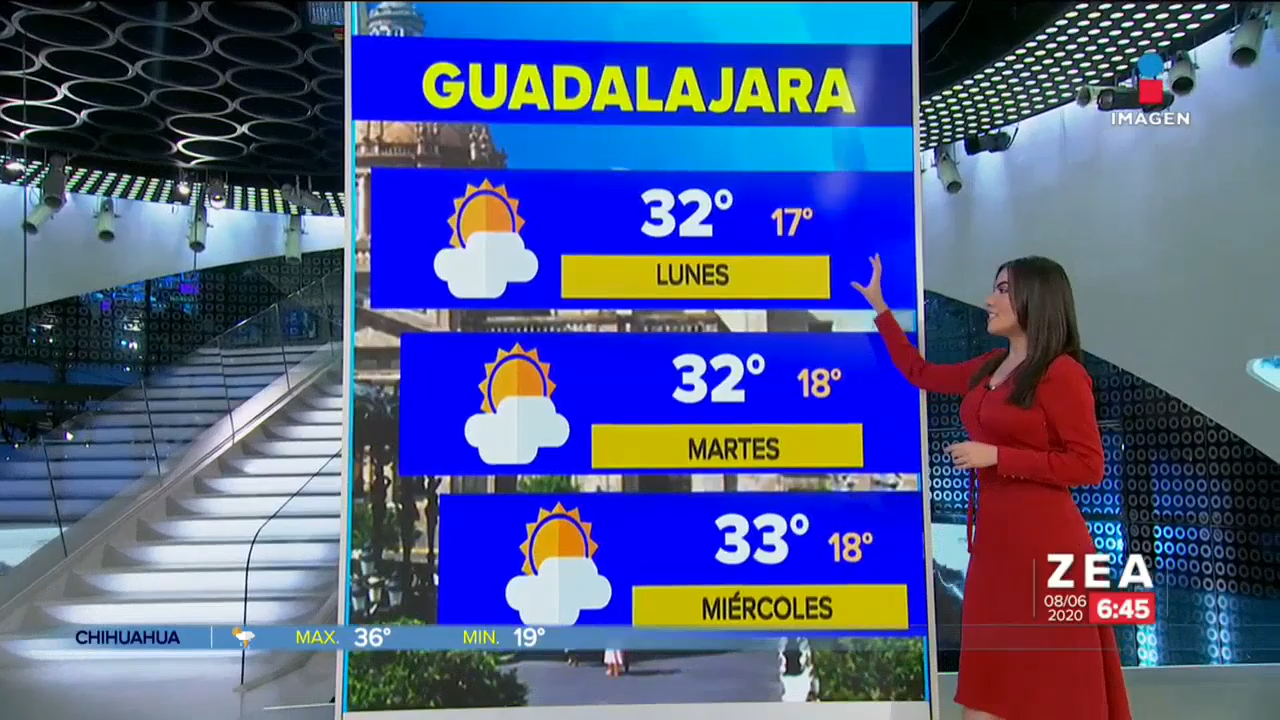 GUADALAJARA
IMAGEN
32° 17°
LUNES
32° 18°
MARTES
33° 18°
MIÉRCOLES
ZEA
08/06
2020
6:45
CHIHUAHUA MAX. 36° MIN. 19°